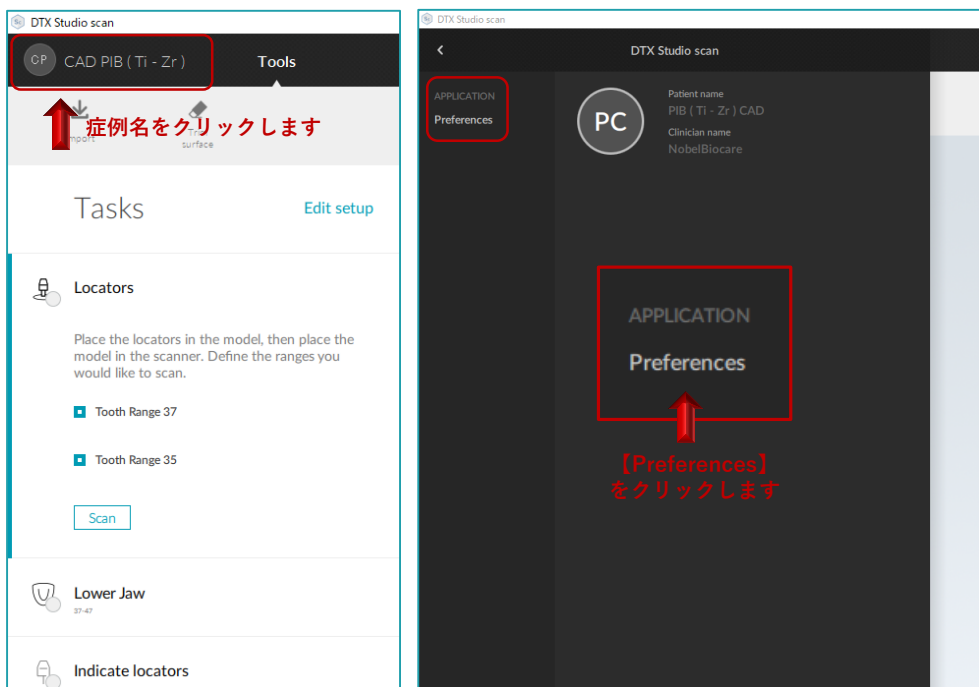 DTX Studio scan
CP CAD PIB ( Ti - Zr ) Tools
症例名をクリックします
surface
Tasks Edit setup
Locators
Place the locators in the model, then place the
model in the scanner. Define the ranges you
would like to scan.
Tooth Range 37
Tooth Range 35
Scan
Lower Jaw
37-47
Indicate locators
DTX Studio scan
DTX Studio scan
APPLICATION
Preferences
PC
Patient name
PIB ( Ti - Zr ) CAD
Clinician name
NobelBiocare
APPLICATION
Preferences
【Preferences】
をクリックします